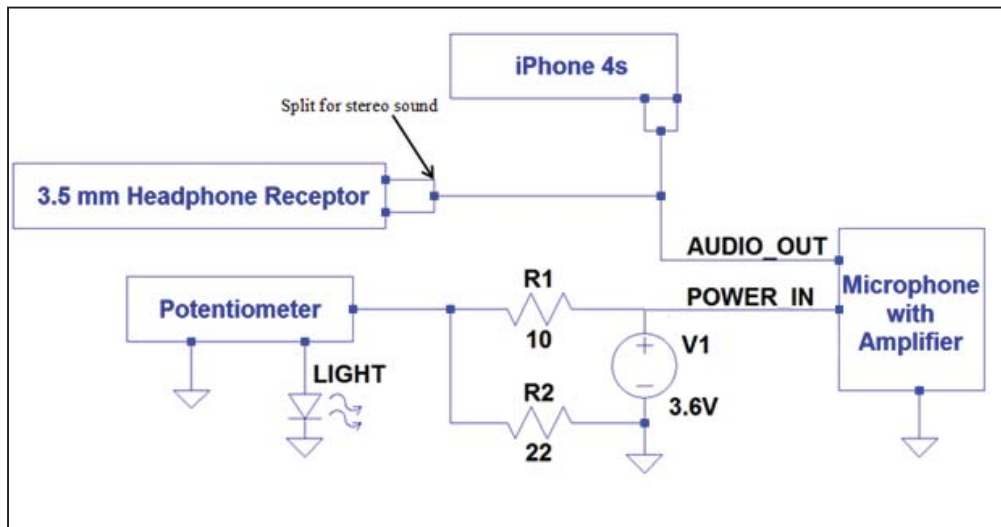 iPhone 4s
Split for stereo sound
3.5 mm Headphone Receptor
AUDIO_OUT
Microphone
with
Amplifier
R1
POWER_IN
Potentiometer
10
V1
LIGHT
R2
3.6V
22